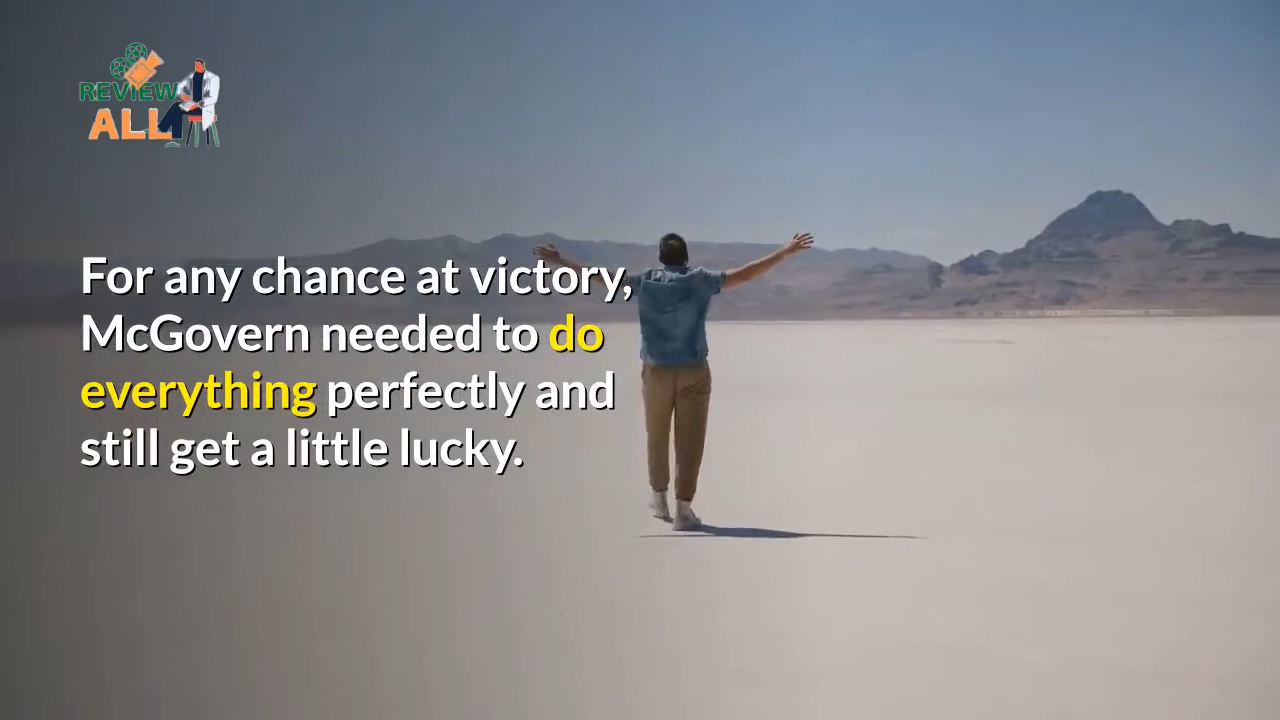 REVIEW
ALL
For any chance at victory,
McGovern needed to do
everything perfectly and
still get a little lucky.